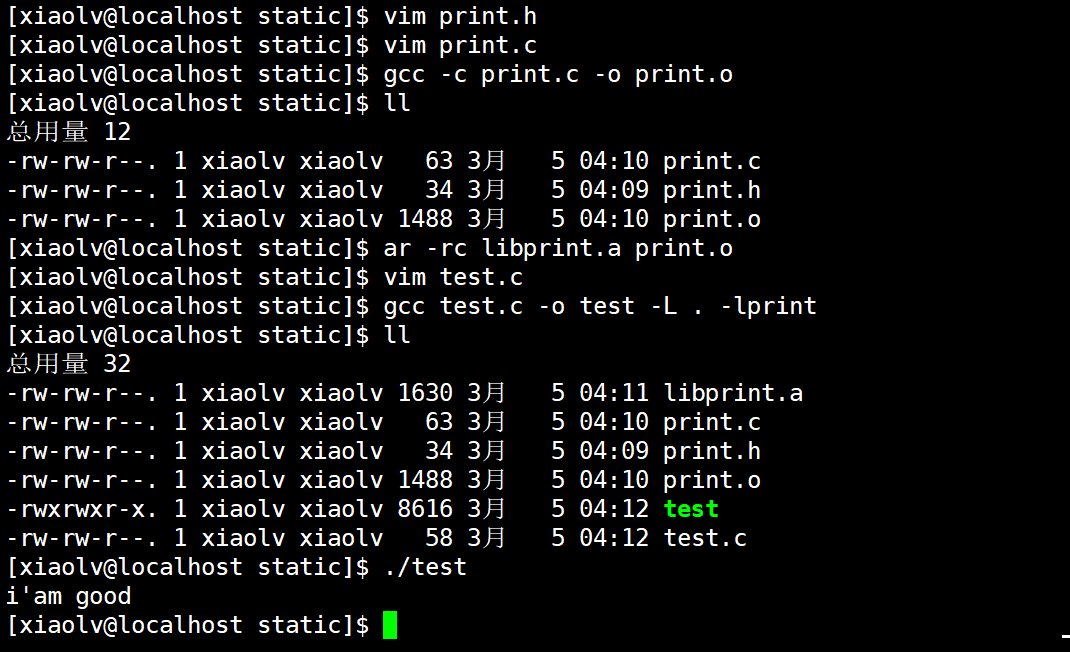 [xiaolv@localhost static]$ vim print.h
[xiaolv@localhost static]$ vim print.c
[xiaolv@localhost static]$ gcc -c print.c -o print.o
[xiaolv@localhost static]$ ll
总用量 12
-rw-rw-r--. 1 xiaolv xiaolv   63 3月   5 04:10 print.c
-rw-rw-r--. 1 xiaolv xiaolv   34 3月   5 04:09 print.h
-rw-rw-r--. 1 xiaolv xiaolv 1488 3月   5 04:10 print.o
[xiaolv@localhost static]$ ar -rc libprint.a print.o
[xiaolv@localhost static]$ vim test.c
[xiaolv@localhost static]$ gcc test.c -o test -L . -lprint
[xiaolv@localhost static]$ ll
总用量 32
-rw-rw-r--. 1 xiaolv xiaolv 1630 3月   5 04:11 libprint.a
-rw-rw-r--. 1 xiaolv xiaolv   63 3月   5 04:10 print.c
-rw-rw-r--. 1 xiaolv xiaolv   34 3月   5 04:09 print.h
-rw-rw-r--. 1 xiaolv xiaolv 1488 3月   5 04:10 print.o
-rwxrwxr-x. 1 xiaolv xiaolv 8616 3月   5 04:12 test
-rw-rw-r--. 1 xiaolv xiaolv   58 3月   5 04:12 test.c
[xiaolv@localhost static]$ ./test
i'am good
[xiaolv@localhost static]$